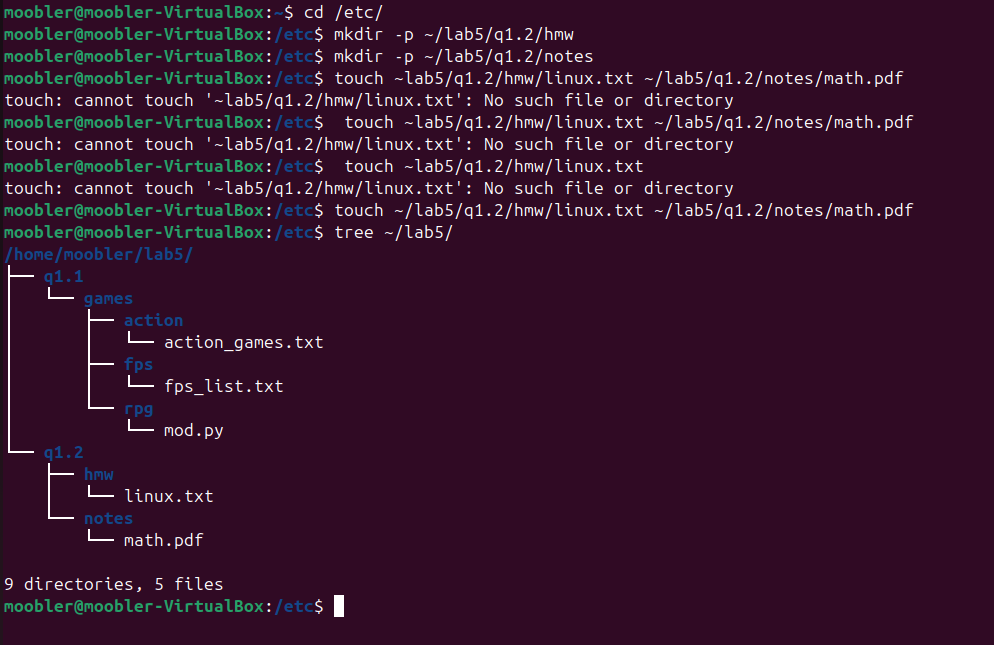 moobler@moobler-VirtualBox:~$ cd /etc/
moobler@moobler-VirtualBox:/etc$ mkdir -p ~/lab5/q1.2/hmw
moobler@moobler-VirtualBox:/etc$ mkdir -p ~/lab5/q1.2/notes
moobler@moobler-VirtualBox:/etc$ touch ~lab5/q1.2/hmw/linux.txt ~/lab5/q1.2/notes/math.pdf
touch: cannot touch '~lab5/q1.2/hmw/linux.txt': No such file or directory
moobler@moobler-VirtualBox:/etc$  touch ~lab5/q1.2/hmw/linux.txt ~/lab5/q1.2/notes/math.pdf
touch: cannot touch '~lab5/q1.2/hmw/linux.txt': No such file or directory
moobler@moobler-VirtualBox:/etc$  touch ~lab5/q1.2/hmw/linux.txt
touch: cannot touch '~lab5/q1.2/hmw/linux.txt': No such file or directory
moobler@moobler-VirtualBox:/etc$ touch ~/lab5/q1.2/hmw/linux.txt ~/lab5/q1.2/notes/math.pdf
moobler@moobler-VirtualBox:/etc$ tree ~/lab5/
/home/moobler/lab5/
├── q1.1
│   └── games
│       ├── action
│       │   └── action_games.txt
│       ├── fps
│       │   └── fps_list.txt
│       └── rpg
│           └── mod.py
└── q1.2
    ├── hmw
    │   └── linux.txt
    └── notes
        └── math.pdf

9 directories, 5 files
moobler@moobler-VirtualBox:/etc$